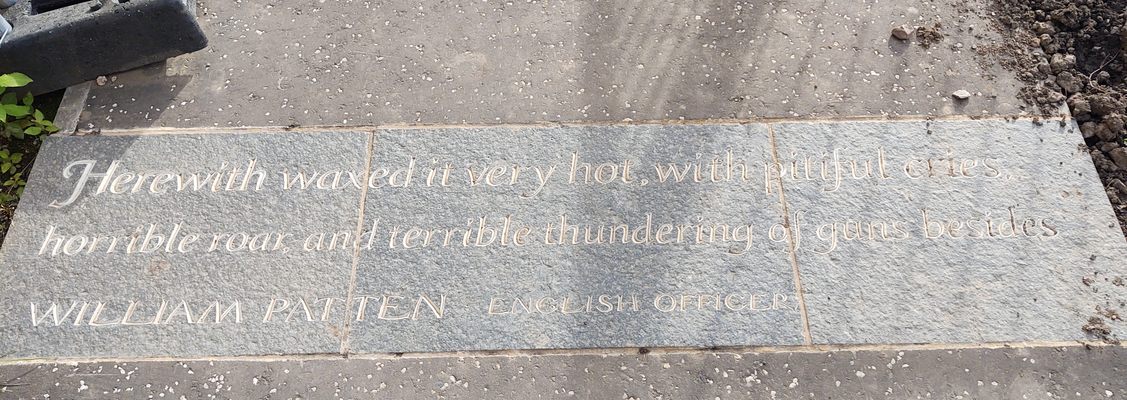 Herewith waxed it very hot, with pitiful cries,
horrible roar, and terrible thundering of guns besides
WILLIAM PATTEN ENGLISH OFFICER